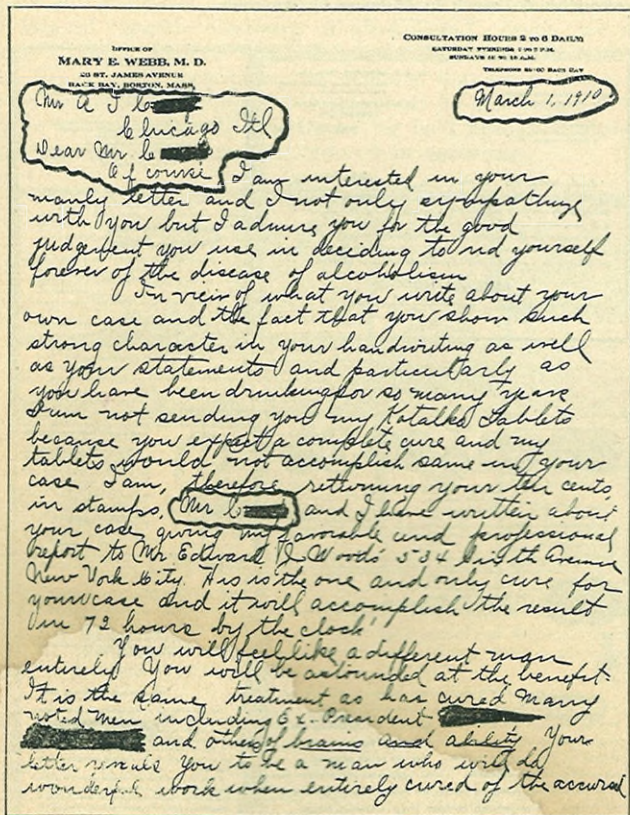 OFFICE OF
MARY E. WEBB, M. D.
23 ST. JAMES AVENUE
BACK BAY, BOSTON, MASS.
CONSULTATION HOURS 2 TO 6 DAILY
SATURDAY EVENINGS
SUNDAYS
TELEPHONE BACK BAY
March 1, 1910
Mr A J C
Chicago Ill
Dear Mr. C
Of course I am interested in your
manly letter and I not only sympathize
with you but I admire you for the good
judgement you use in deciding to rid yourself
forever of the disease of alcoholism
In view of what you write about your
own case and the fact that you show such
strong character in your handwriting as well
as your statements and particularly as
you have been drinking for so many years
I am not sending you my Kotalko Tablets
because you expect a complete cure and my
tablets would not accomplish same in your
case I am, therefore returning your ten cents
in stamps, Mr C and I have written about
your case giving my favorable and professional
report to Mr. Edward J Woods 534 Sixth Avenue
New York City. His is the one and only cure for
your case and it will accomplish the result
in 72 hours by the clock.
You will feel like a different man
entirely You will be astounded at the benefit.
It is the same treatment as has cured many
noted men including Ex-President
and others of brains and ability Your
letter reveals you to be a man who will do
wonderful work when entirely cured of the accursed